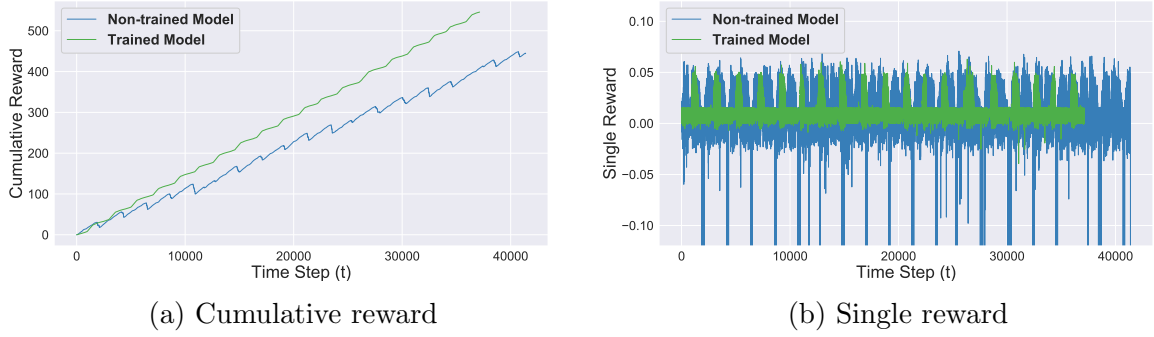 Non-trained Model
Trained Model
Cumulative Reward
500
400
300
200
100
0
0 10000 20000 30000 40000
Time Step (t)
(a) Cumulative reward
Non-trained Model
Trained Model
Single Reward
0.10
0.05
0.00
−0.05
−0.10
0 10000 20000 30000 40000
Time Step (t)
(b) Single reward